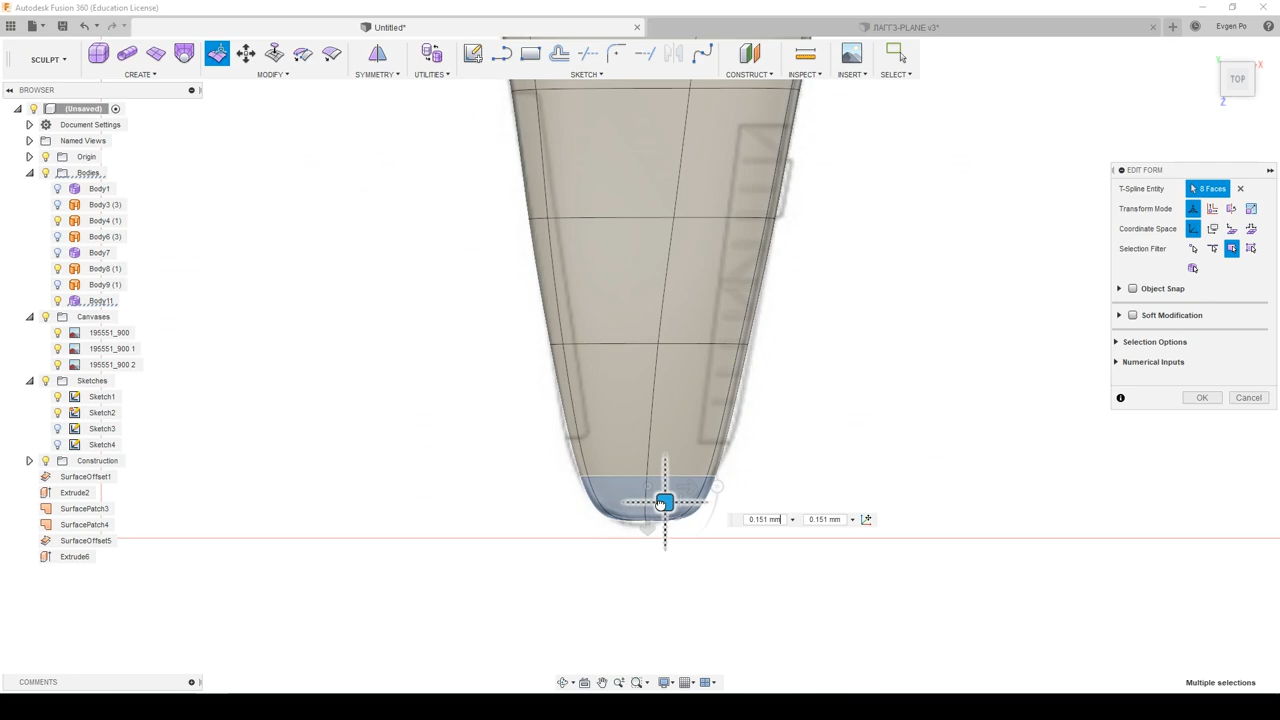 Autodesk Fusion 360 (Education License)
Untitled*
ЛАГГЗ-PLANE v3*
Evgen Po
SCULPT
CREATE
MODIFY
SYMMETRY
UTILITIES
SKETCH
CONSTRUCT
INSPECT
INSERT
SELECT
BROWSER
(Unsaved)
Document Settings
Named Views
Origin
Bodies
Body1
Body3 (3)
Body4 (1)
Body6 (3)
Body7
Body8 (1)
Body9 (1)
Body11
Canvases
195551_900
195551_900 1
195551_900 2
Sketches
Sketch1
Sketch2
Sketch3
Sketch4
Construction
SurfaceOffset1
Extrude2
SurfacePatch3
SurfacePatch4
SurfaceOffset5
Extrude6
TOP
X
Y
Z
EDIT FORM
T-Spline Entity
8 Faces
Transform Mode
Coordinate Space
Selection Filter
Object Snap
Soft Modification
Selection Options
Numerical Inputs
OK
Cancel
0.151 mm
0.151 mm
COMMENTS
Multiple selections